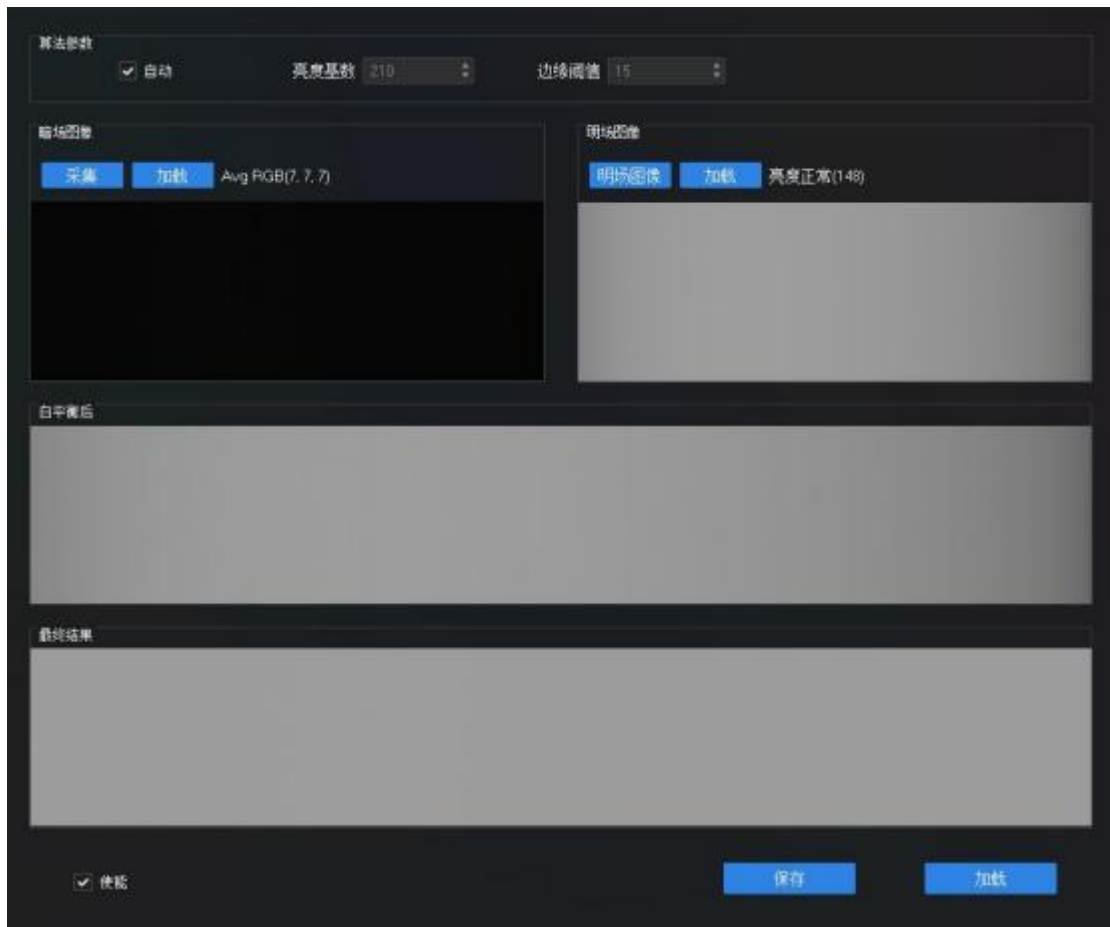 算法参数
自动 亮度基数 210 边缘阈值 15
暗场图像 明场图像
采集 加载 Avg RGB(7, 7, 7) 明场图像 加载 亮度正常(148)
白平衡后
最终结果
使能 保存 加载